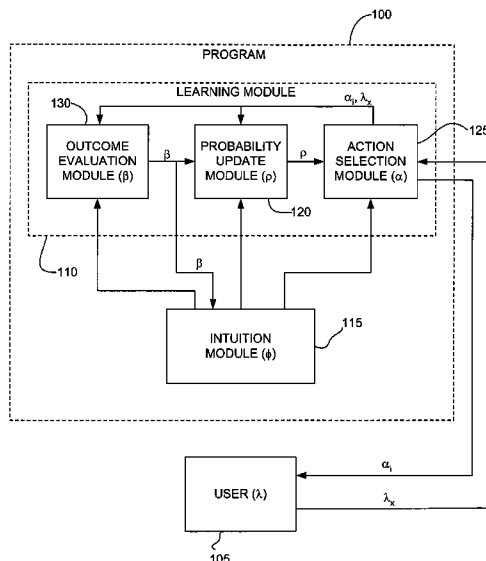 100
PROGRAM
LEARNING MODULE
130
αi, λx
125
OUTCOME
EVALUATION
MODULE (β)
β
PROBABILITY
UPDATE
MODULE (ρ)
ρ
ACTION
SELECTION
MODULE (α)
120
110
β
115
INTUITION
MODULE (ϕ)
αi
USER (λ)
λx
105